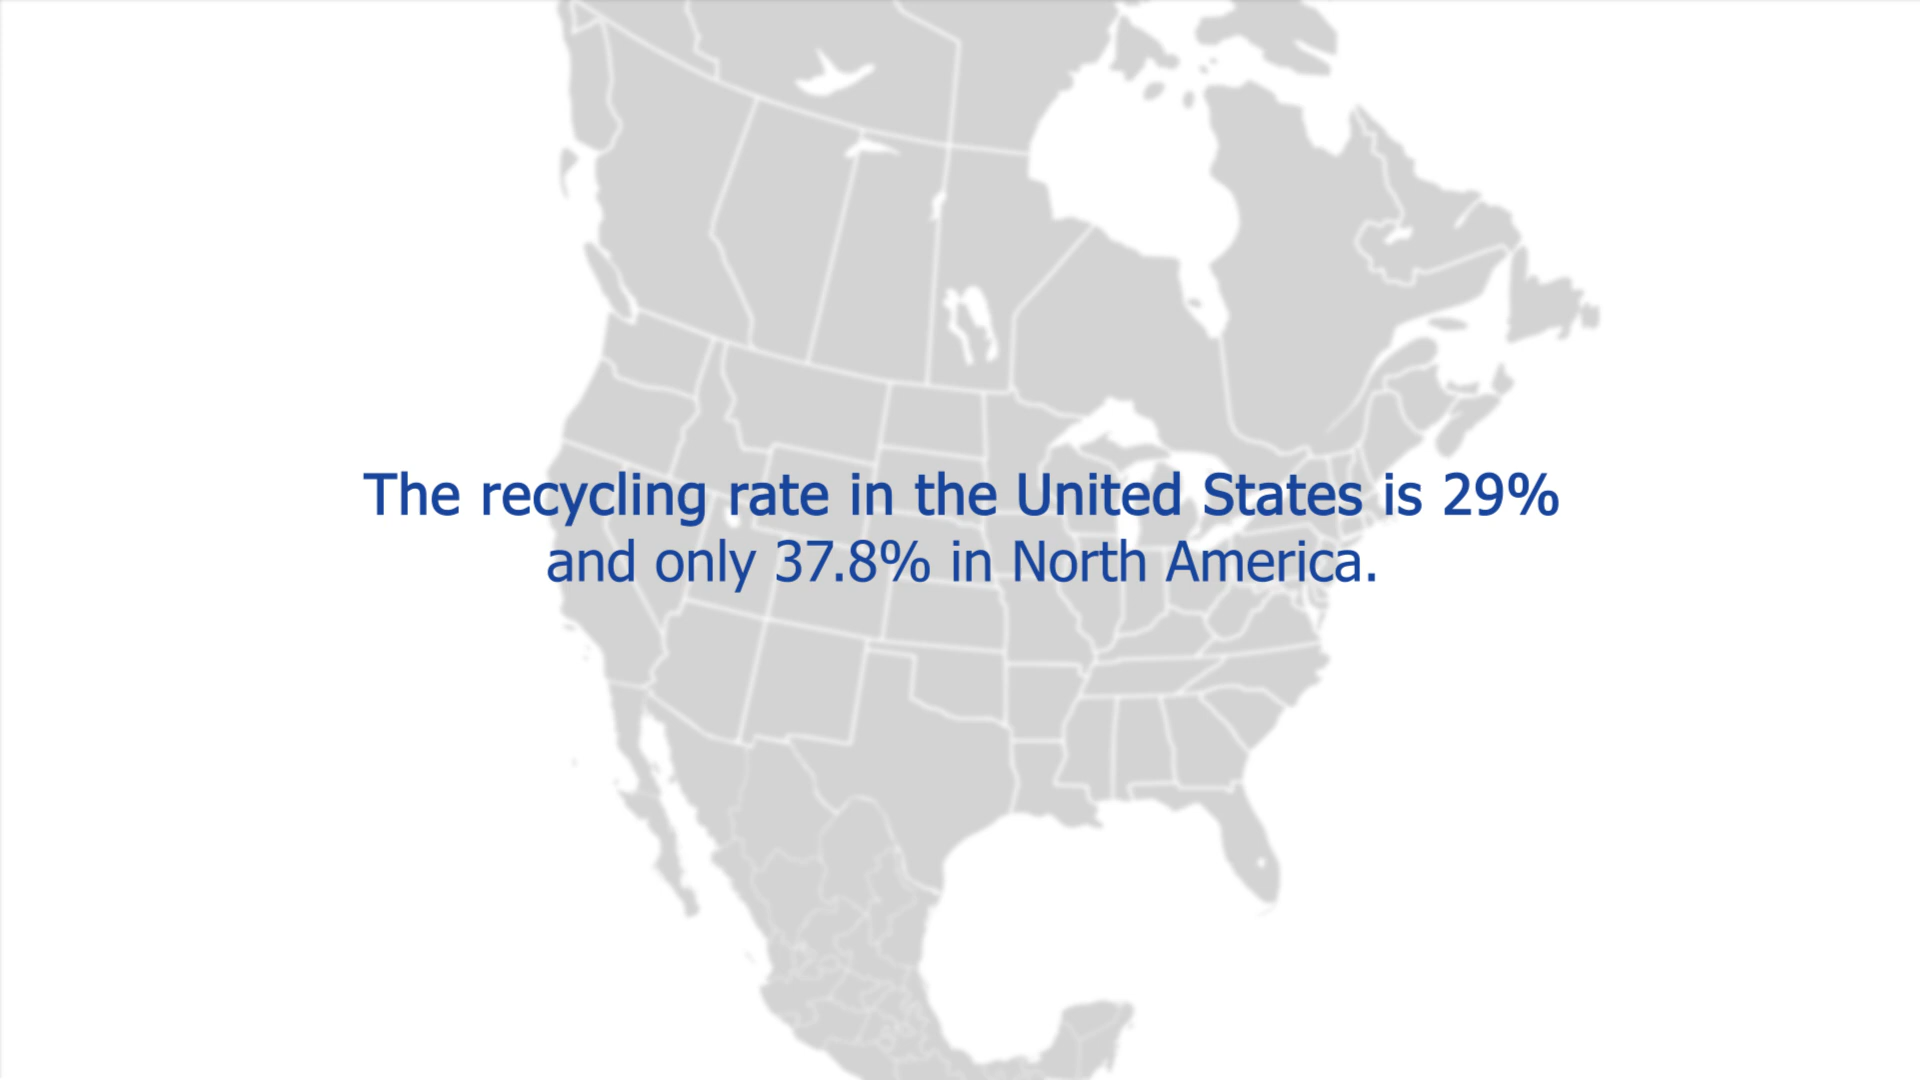 The recycling rate in the United States is 29%
and only 37.8% in North America.